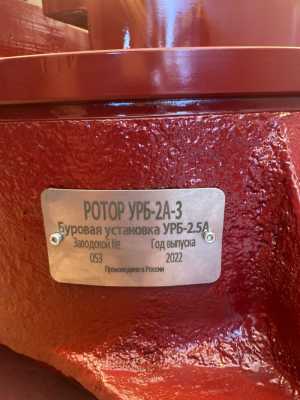 РОТОР УРБ-2А-3
Буровая установка УРБ-2.5А
Заводской № Год выпуска
053 2022
Произведено в России